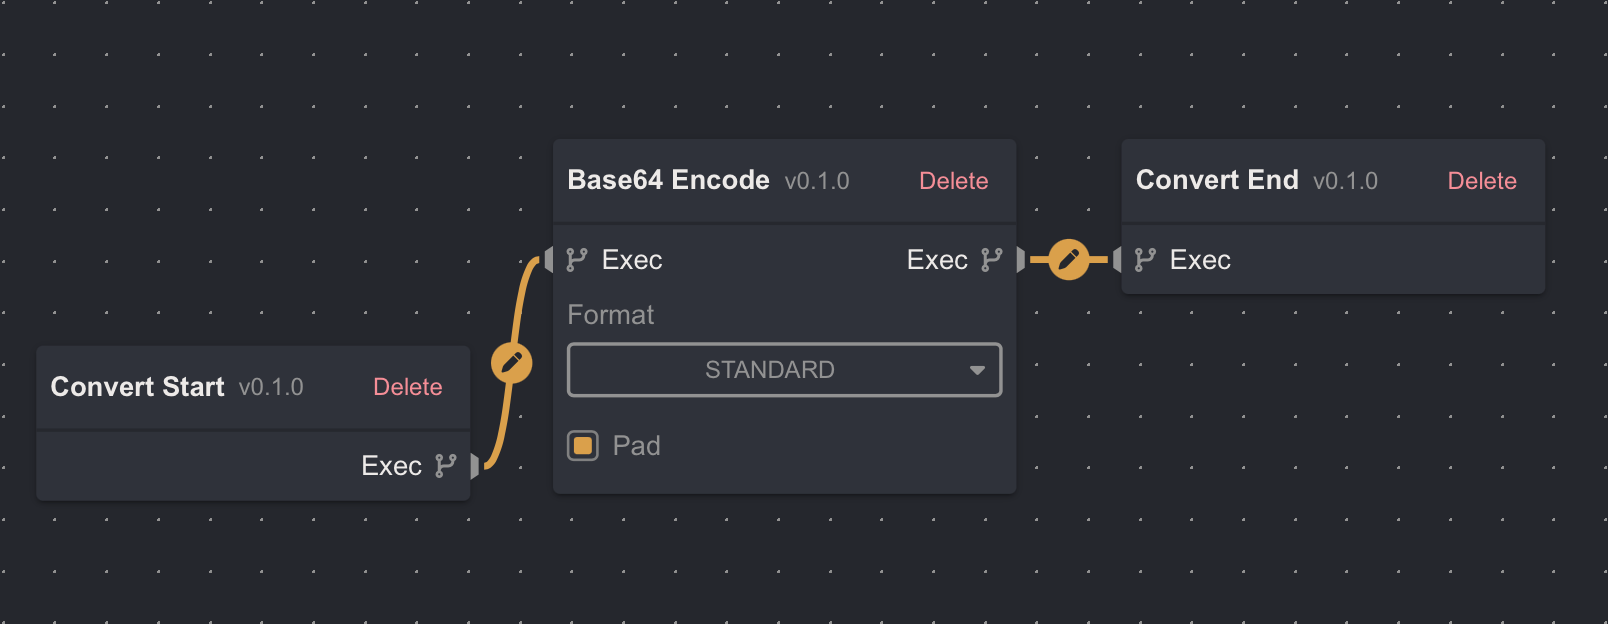 Convert Start v0.1.0 Delete
Exec
Base64 Encode v0.1.0 Delete
Exec Exec
Format
STANDARD
Pad
Convert End v0.1.0 Delete
Exec